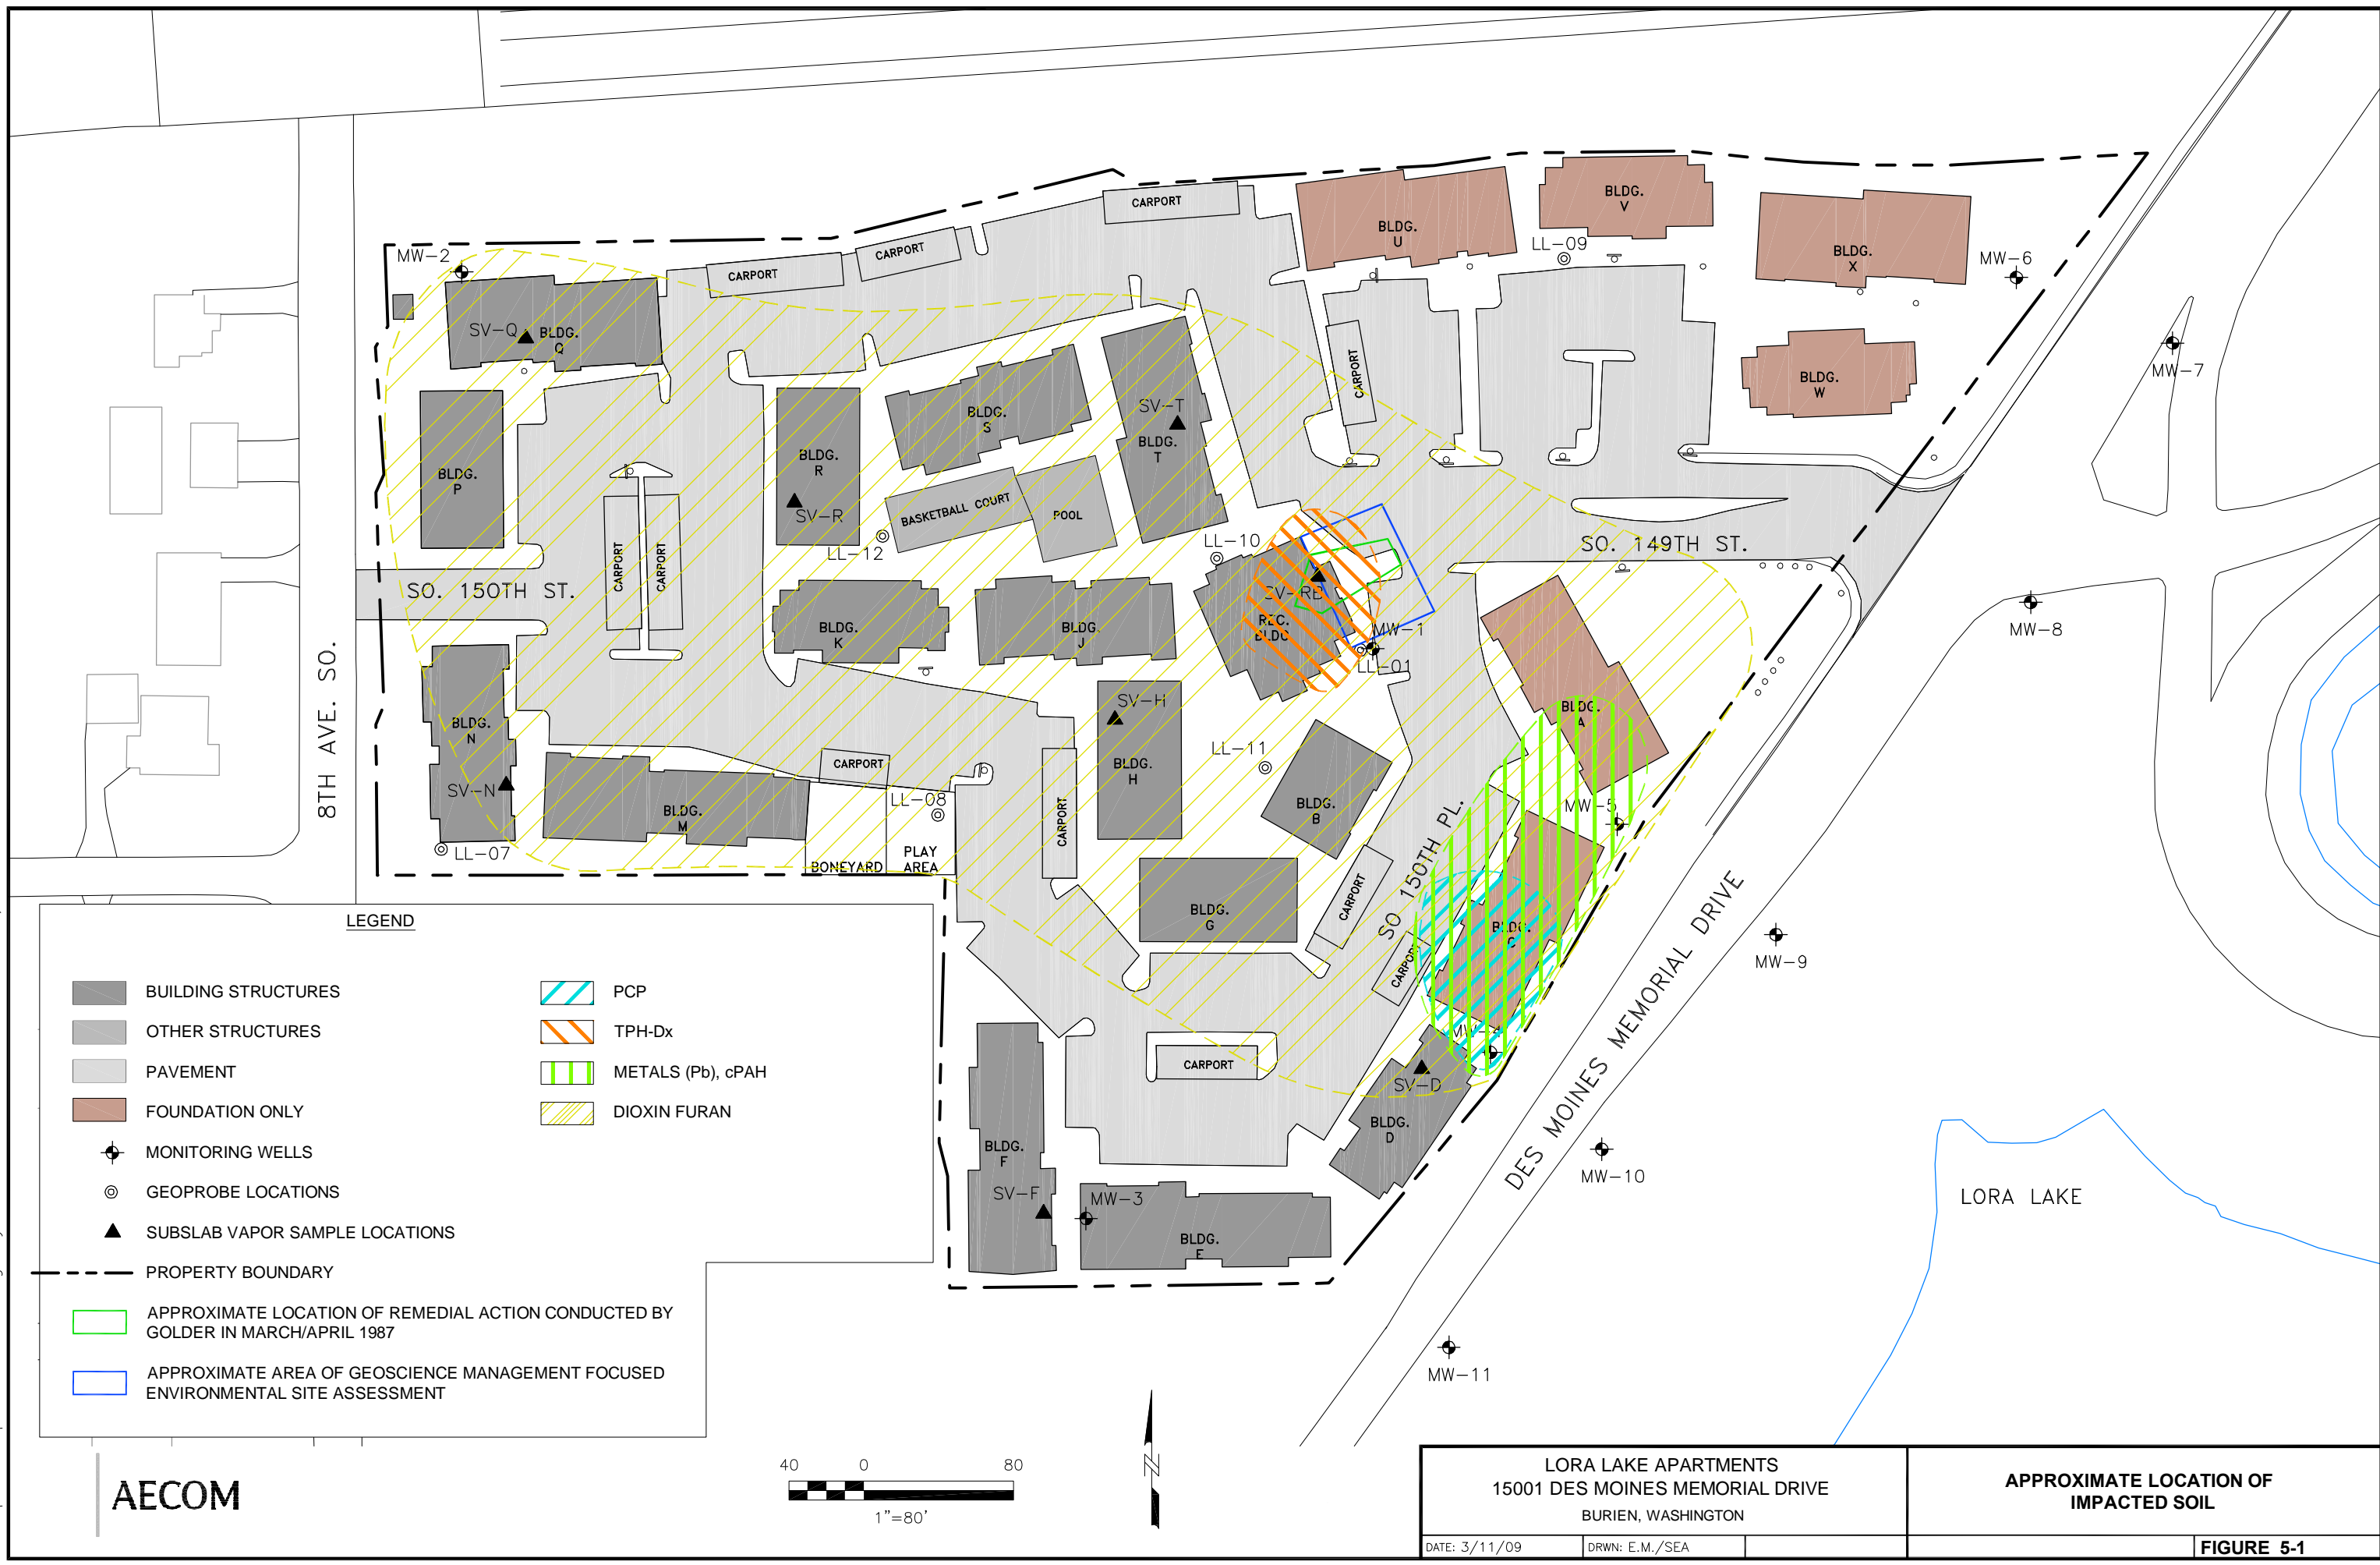 MW-2
CARPORT
CARPORT
CARPORT
BLDG.
U
BLDG.
V
LL-09
BLDG.
X
MW-6
SV-Q
BLDG.
Q
CARPORT
BLDG.
W
MW-7
BLDG.
P
BLDG.
R
SV-R
BLDG.
S
SV-T
BLDG.
T
BASKETBALL COURT
POOL
LL-12
LL-10
CARPORT
CARPORT
SO. 150TH ST.
SO. 149TH ST.
8TH AVE. SO.
BLDG.
K
BLDG.
J
SV-RB
REC.
BLDG.
MW-1
LL-01
MW-8
BLDG.
N
SV-N
LL-07
BLDG.
M
CARPORT
LL-08
BONEYARD
PLAY
AREA
CARPORT
SV-H
BLDG.
H
LL-11
BLDG.
B
BLDG.
A
MW-5
BLDG.
G
CARPORT
SO 150TH PL.
CARPORT
BLDG.
C
MW-4
MW-9
DES MOINES MEMORIAL DRIVE
CARPORT
SV-D
BLDG.
D
BLDG.
F
SV-F
MW-3
BLDG.
E
MW-10
MW-11
LORA LAKE
LEGEND
BUILDING STRUCTURES
OTHER STRUCTURES
PAVEMENT
FOUNDATION ONLY
MONITORING WELLS
GEOPROBE LOCATIONS
SUBSLAB VAPOR SAMPLE LOCATIONS
PROPERTY BOUNDARY
APPROXIMATE LOCATION OF REMEDIAL ACTION CONDUCTED BY
GOLDER IN MARCH/APRIL 1987
APPROXIMATE AREA OF GEOSCIENCE MANAGEMENT FOCUSED
ENVIRONMENTAL SITE ASSESSMENT
PCP
TPH-Dx
METALS (Pb), cPAH
DIOXIN FURAN
AECOM
40 0 80
1"=80'
N
LORA LAKE APARTMENTS
15001 DES MOINES MEMORIAL DRIVE
BURIEN, WASHINGTON
APPROXIMATE LOCATION OF
IMPACTED SOIL
DATE: 3/11/09
DRWN: E.M./SEA
FIGURE 5-1